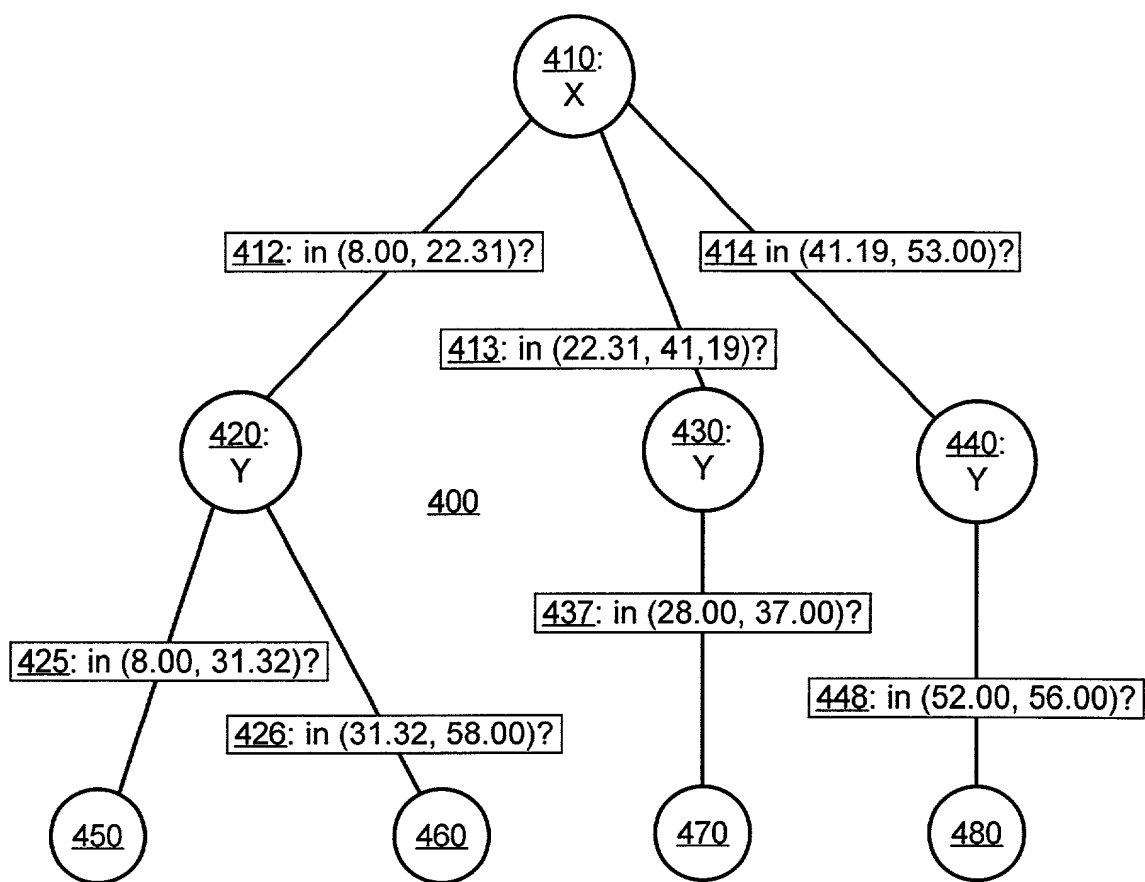 410:
X
412: in (8.00, 22.31)?
414 in (41.19, 53.00)?
413: in (22.31, 41,19)?
420:
Y
430:
Y
440:
Y
400
437: in (28.00, 37.00)?
425: in (8.00, 31.32)?
448: in (52.00, 56.00)?
426: in (31.32, 58.00)?
450
460
470
480